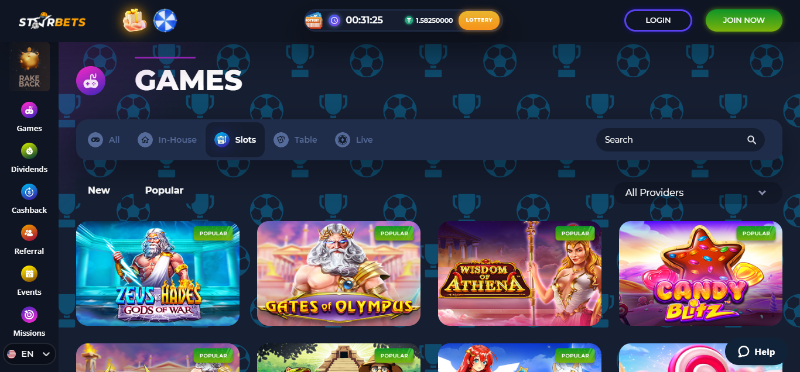 STARBETS
00:31:25
1.58250000
LOTTERY
LOGIN
JOIN NOW
RAKE
BACK
Games
Dividends
Cashback
Referral
Events
Missions
EN
GAMES
All
In-House
Slots
Table
Live
Search
New
Popular
All Providers
POPULAR
ZEUS VS HADES
GODS OF WAR
POPULAR
GATES OF OLYMPUS
POPULAR
WISDOM
OF
ATHENA
POPULAR
CANDY
BLITZ
POPULAR
POPULAR
POPULAR
POPULAR
Help